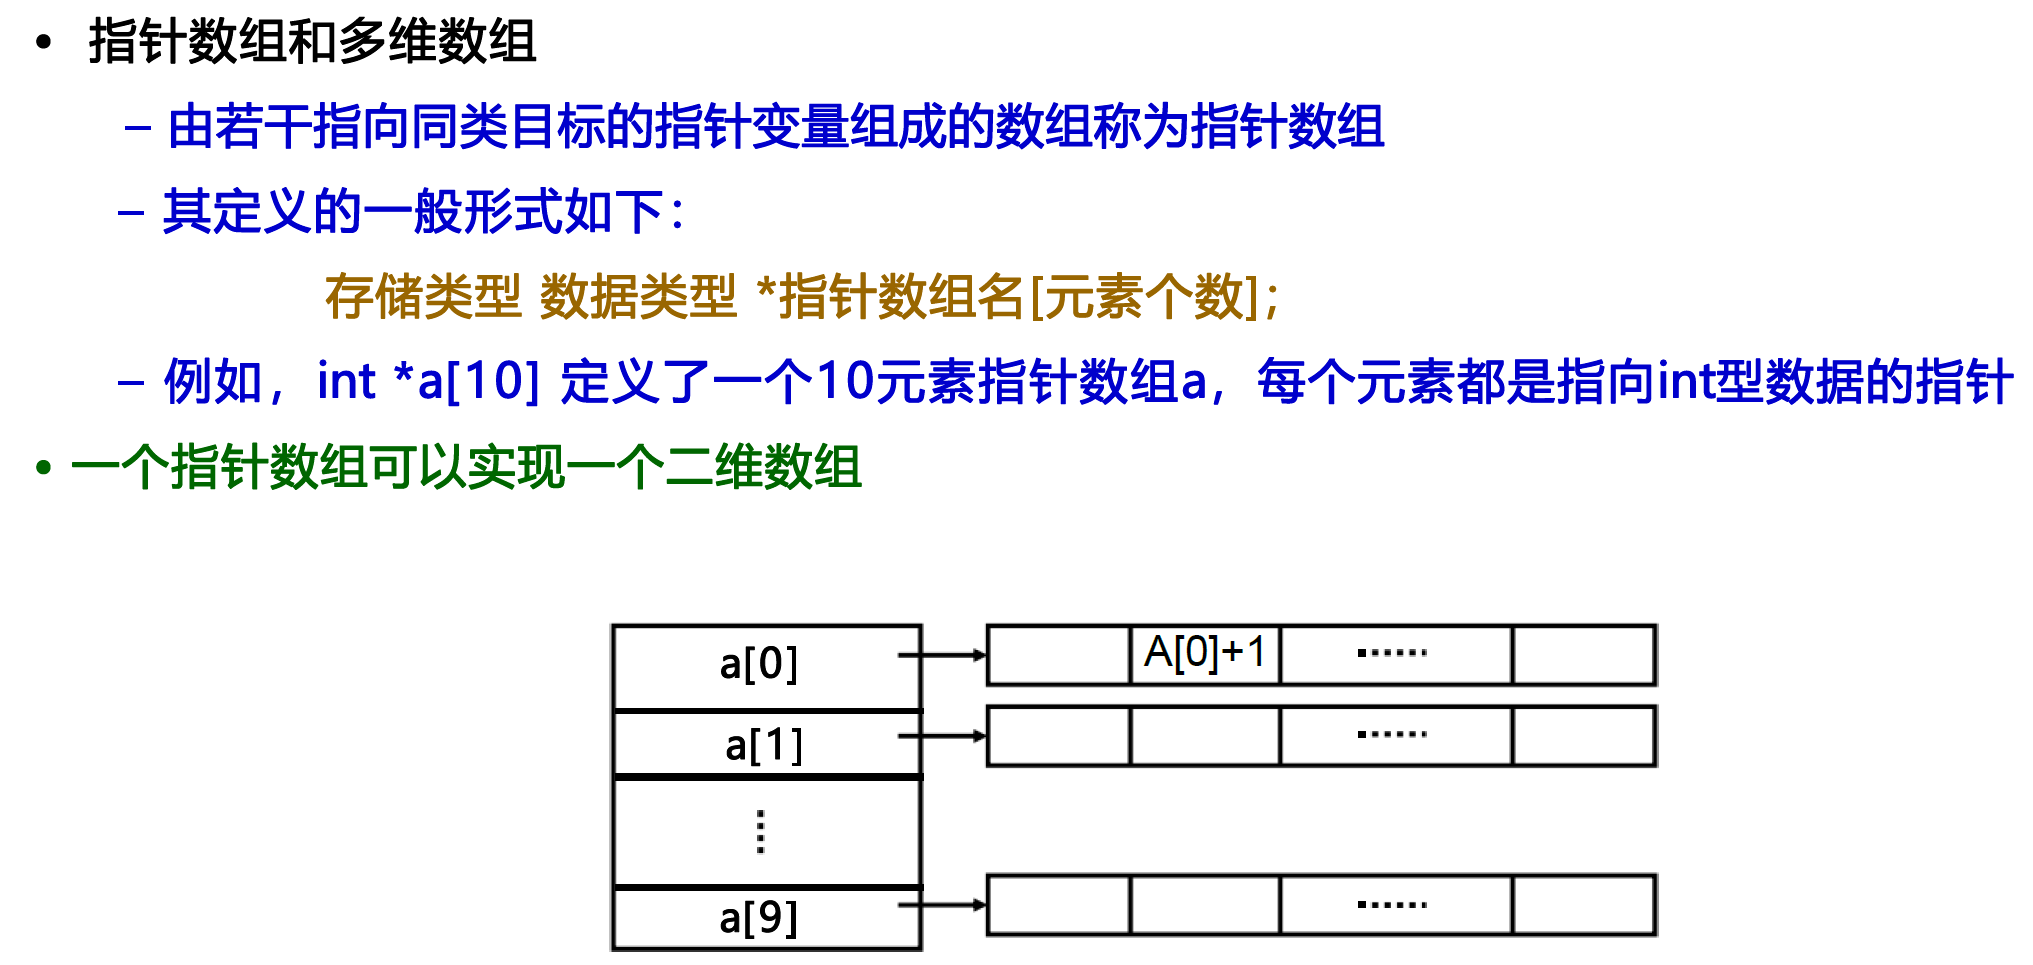 • 指针数组和多维数组
– 由若干指向同类目标的指针变量组成的数组称为指针数组
– 其定义的一般形式如下：
存储类型 数据类型 *指针数组名[元素个数]；
– 例如，int *a[10] 定义了一个10元素指针数组a，每个元素都是指向int型数据的指针
• 一个指针数组可以实现一个二维数组
a[0]
A[0]+1
……
a[1]
……
⋮
a[9]
……